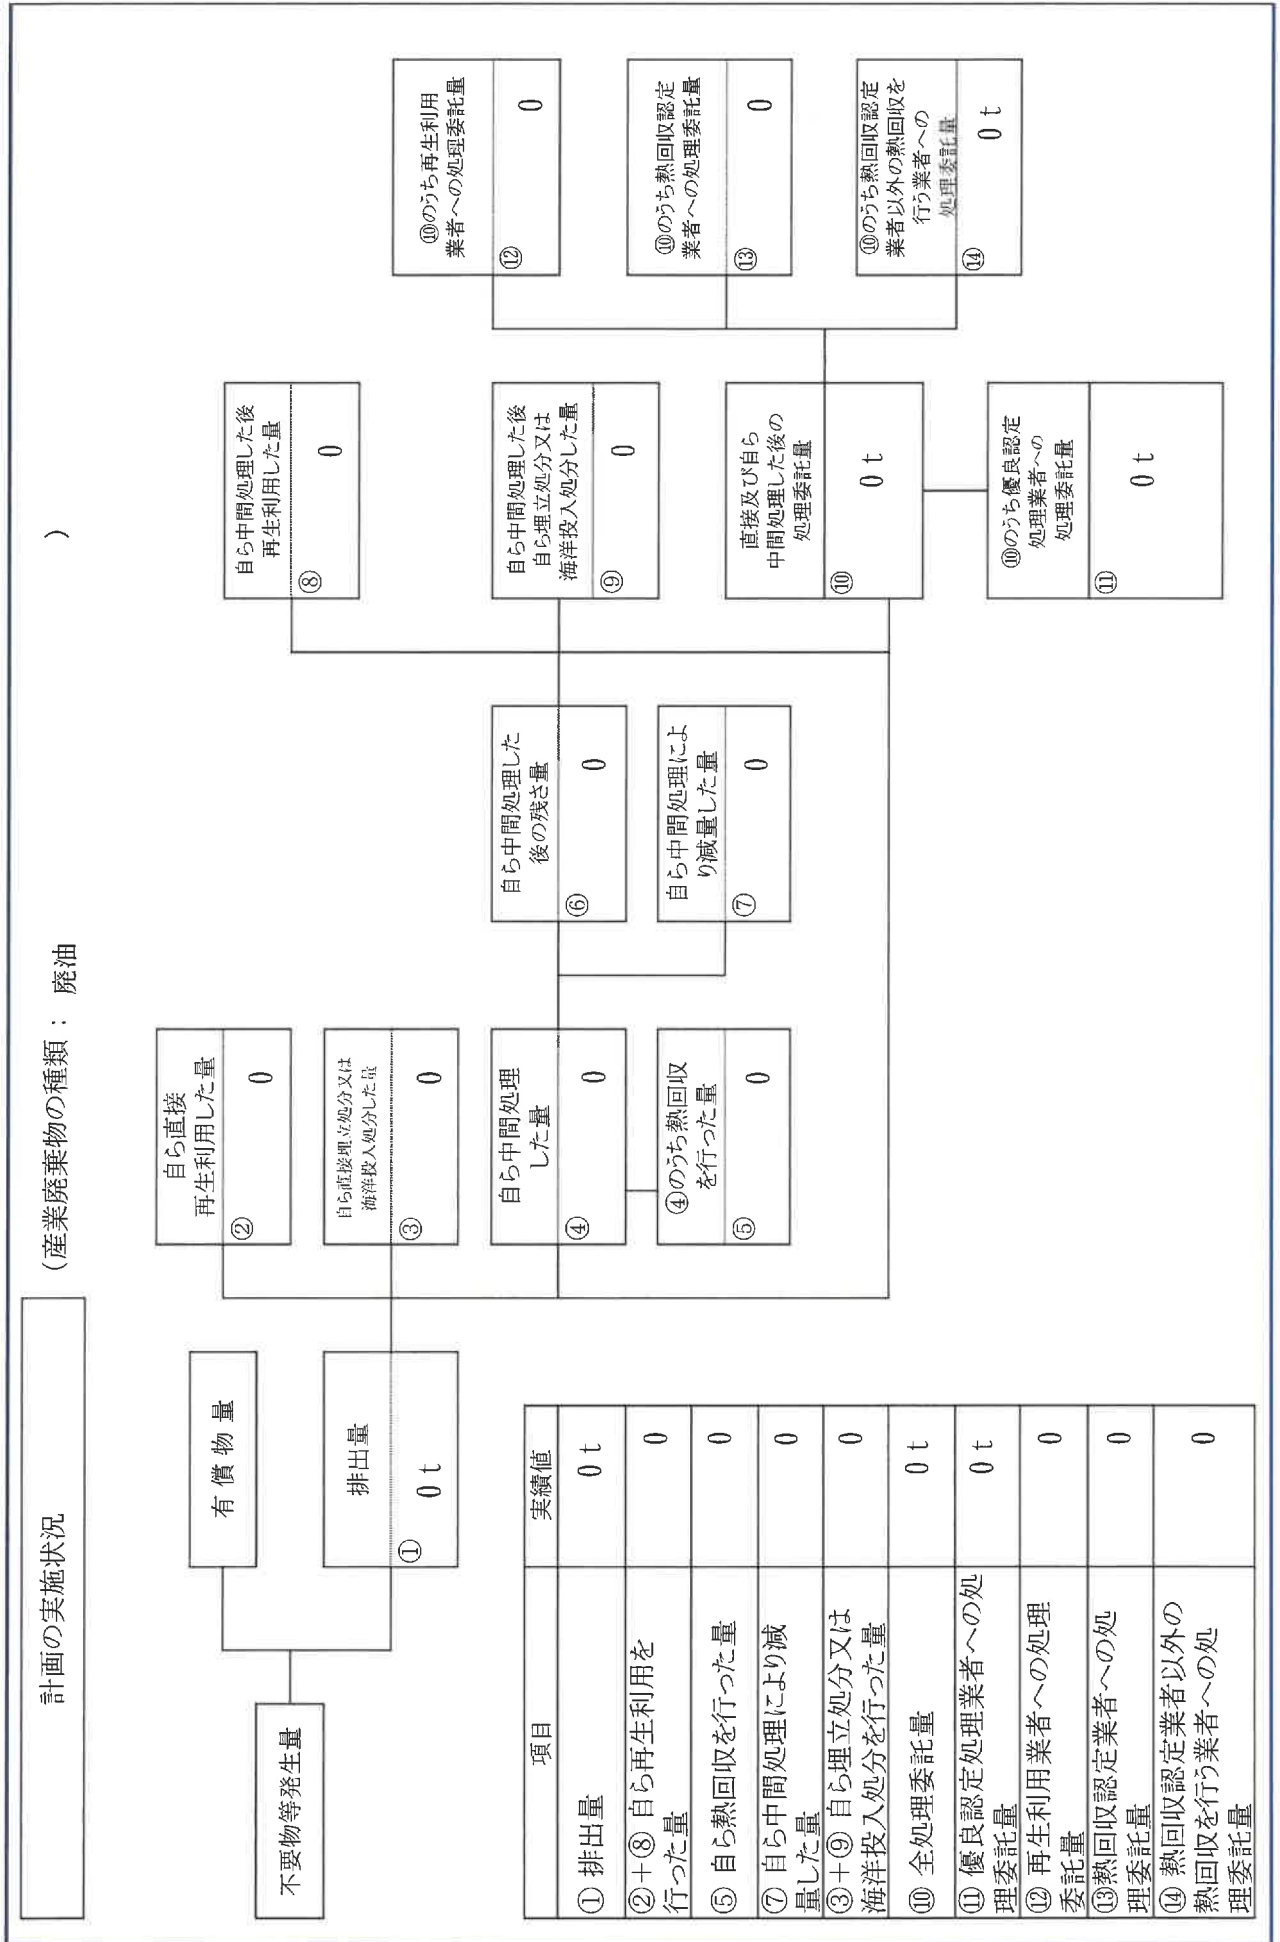 計画の実施状況
(産業廃棄物の種類： 廃油 )
不要物等発生量
有償物量
排出量
① 0 t
自ら直接
再生利用した量
② 0
自ら直接埋立処分又は
海洋投入処分した量
③ 0
自ら中間処理
した量
④ 0
④のうち熱回収
を行った量
⑤ 0
自ら中間処理した
後の残さ量
⑥ 0
自ら中間処理によ
り減量した量
⑦ 0
自ら中間処理した後
再生利用した量
⑧ 0
自ら中間処理した後
自ら埋立処分又は
海洋投入処分した量
⑨ 0
直接及び自ら
中間処理した後の
処理委託量
⑩ 0 t
⑩のうち優良認定
処理業者への
処理委託量
⑪ 0 t
⑩のうち再生利用
業者への処理委託量
⑫ 0
⑩のうち熱回収認定
業者への処理委託量
⑬ 0
⑩のうち熱回収認定
業者以外の熱回収を
行う業者への
処理委託量
⑭ 0 t
項目 実績値
① 排出量 0 t
②＋⑧ 自ら再生利用を
行った量 0
⑤ 自ら熱回収を行った量 0
⑦ 自ら中間処理により減
量した量 0
③＋⑨ 自ら埋立処分又は
海洋投入処分を行った量 0
⑩ 全処理委託量 0 t
⑪ 優良認定処理業者への処
理委託量 0 t
⑫ 再生利用業者への処理
委託量 0
⑬熱回収認定業者への処
理委託量 0
⑭ 熱回収認定業者以外の
熱回収を行う業者への処
理委託量 0